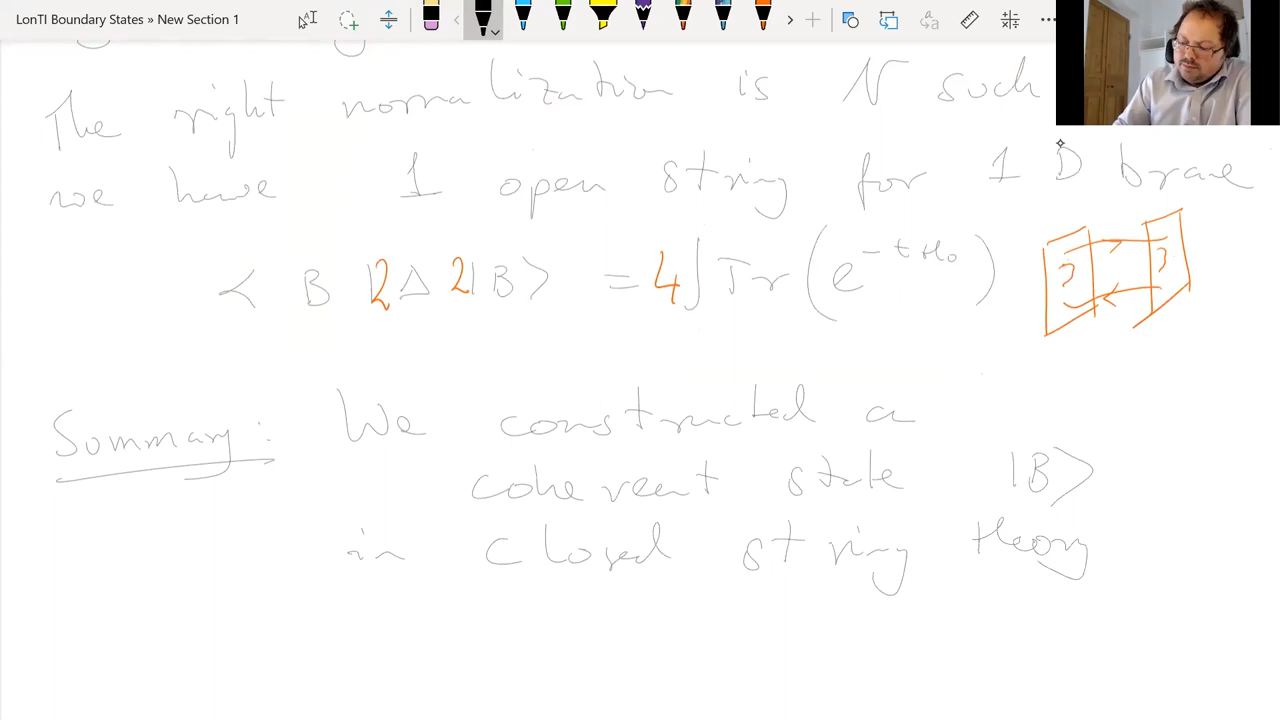 LonTI Boundary States » New Section 1
The right normalization is N such
we have 1 open string for 1 D brane
< B |2 Δ 2| B > = 4 ∫ Tr ( e^{-tH_0} )
Summary: We constructed a
coherent state |B>
in closed string theory